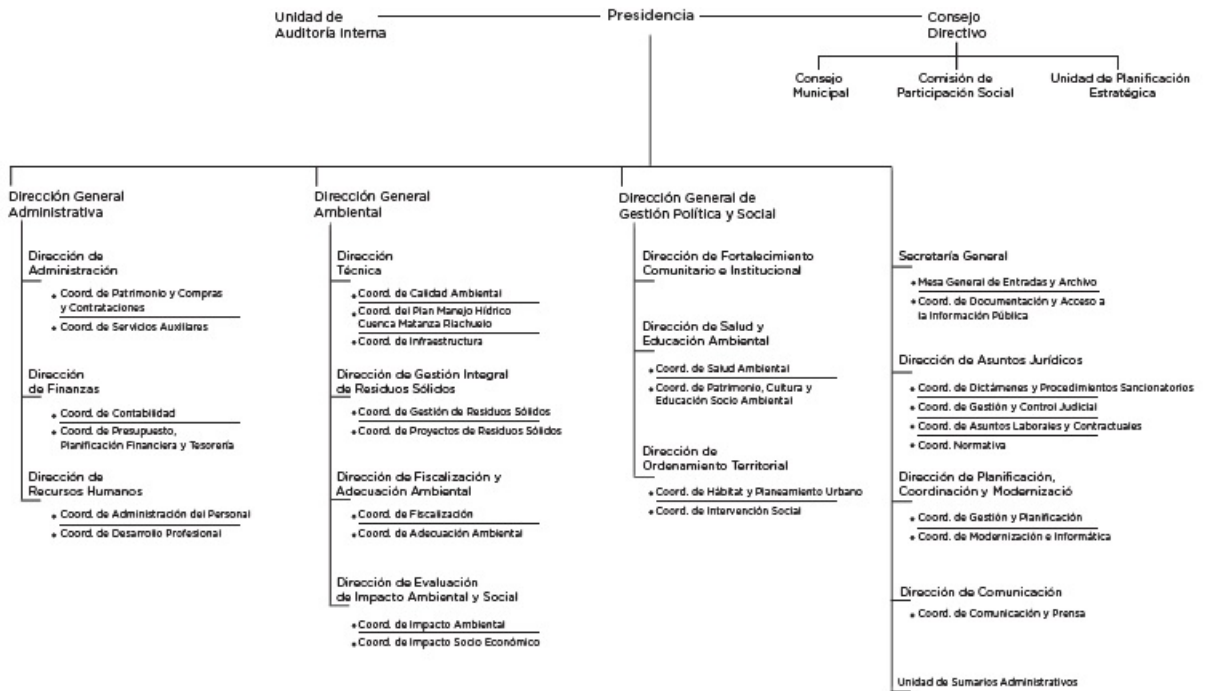 Unidad de
Auditoría Interna
Presidencia
Consejo
Directivo
Consejo
Municipal
Comisión de
Participación Social
Unidad de Planificación
Estratégica
Dirección General
Administrativa
Dirección de
Administración
Coord. de Patrimonio y Compras
y Contrataciones
Coord. de Servicios Auxiliares
Dirección
de Finanzas
Coord. de Contabilidad
Coord. de Presupuesto,
Planificación Financiera y Tesorería
Dirección de
Recursos Humanos
Coord. de Administración del Personal
Coord. de Desarrollo Profesional
Dirección General
Ambiental
Dirección
Técnica
Coord. de Calidad Ambiental
Coord. del Plan Manejo Hídrico
Cuenca Matanza Riachuelo
Coord. de Infraestructura
Dirección de Gestión Integral
de Residuos Sólidos
Coord. de Gestión de Residuos Sólidos
Coord. de Proyectos de Residuos Sólidos
Dirección de Fiscalización y
Adecuación Ambiental
Coord. de Fiscalización
Coord. de Adecuación Ambiental
Dirección de Evaluación
de Impacto Ambiental y Social
Coord. de Impacto Ambiental
Coord. de Impacto Socio Económico
Dirección General de
Gestión Política y Social
Dirección de Fortalecimiento
Comunitario e Institucional
Dirección de Salud y
Educación Ambiental
Coord. de Salud Ambiental
Coord. de Patrimonio, Cultura y
Educación Socio Ambiental
Dirección de
Ordenamiento Territorial
Coord. de Hábitat y Planeamiento Urbano
Coord. de Intervención Social
Secretaría General
Mesa General de Entradas y Archivo
Coord. de Documentación y Acceso a
la Información Pública
Dirección de Asuntos Jurídicos
Coord. de Dictámenes y Procedimientos Sancionatorios
Coord. de Gestión y Control Judicial
Coord. de Asuntos Laborales y Contractuales
Coord. Normativa
Dirección de Planificación,
Coordinación y Modernizació
Coord. de Gestión y Planificación
Coord. de Modernización e Informática
Dirección de Comunicación
Coord. de Comunicación y Prensa
Unidad de Sumarios Administrativos